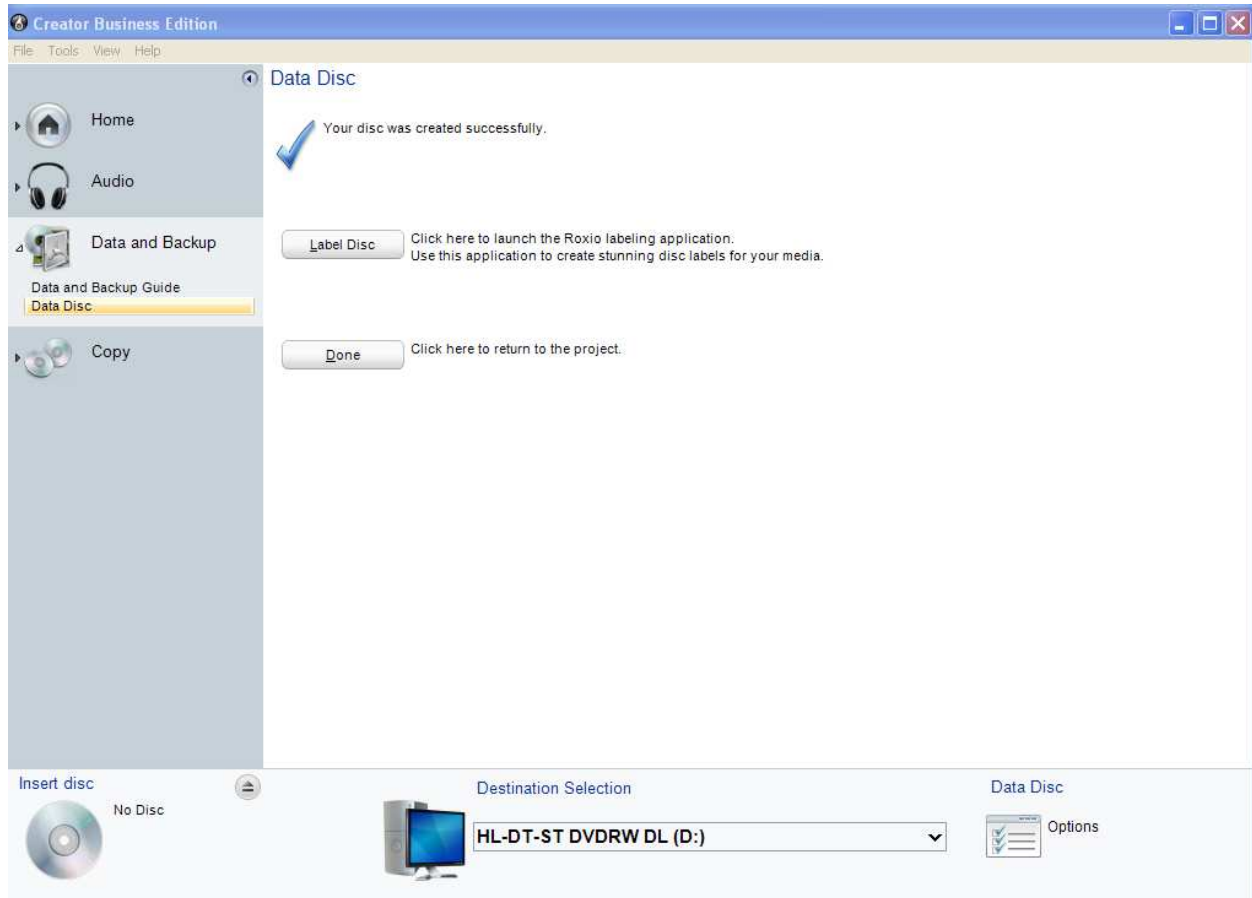 Creator Business Edition
File Tools View Help
Data Disc
Home
Your disc was created successfully.
Audio
Data and Backup
Label Disc
Click here to launch the Roxio labeling application.
Use this application to create stunning disc labels for your media.
Data and Backup Guide
Data Disc
Copy
Done
Click here to return to the project.
Insert disc
No Disc
Destination Selection
HL-DT-ST DVDRW DL (D:)
Data Disc
Options